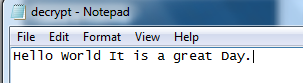 decrypt - Notepad
File Edit Format View Help
Hello World It is a great Day.